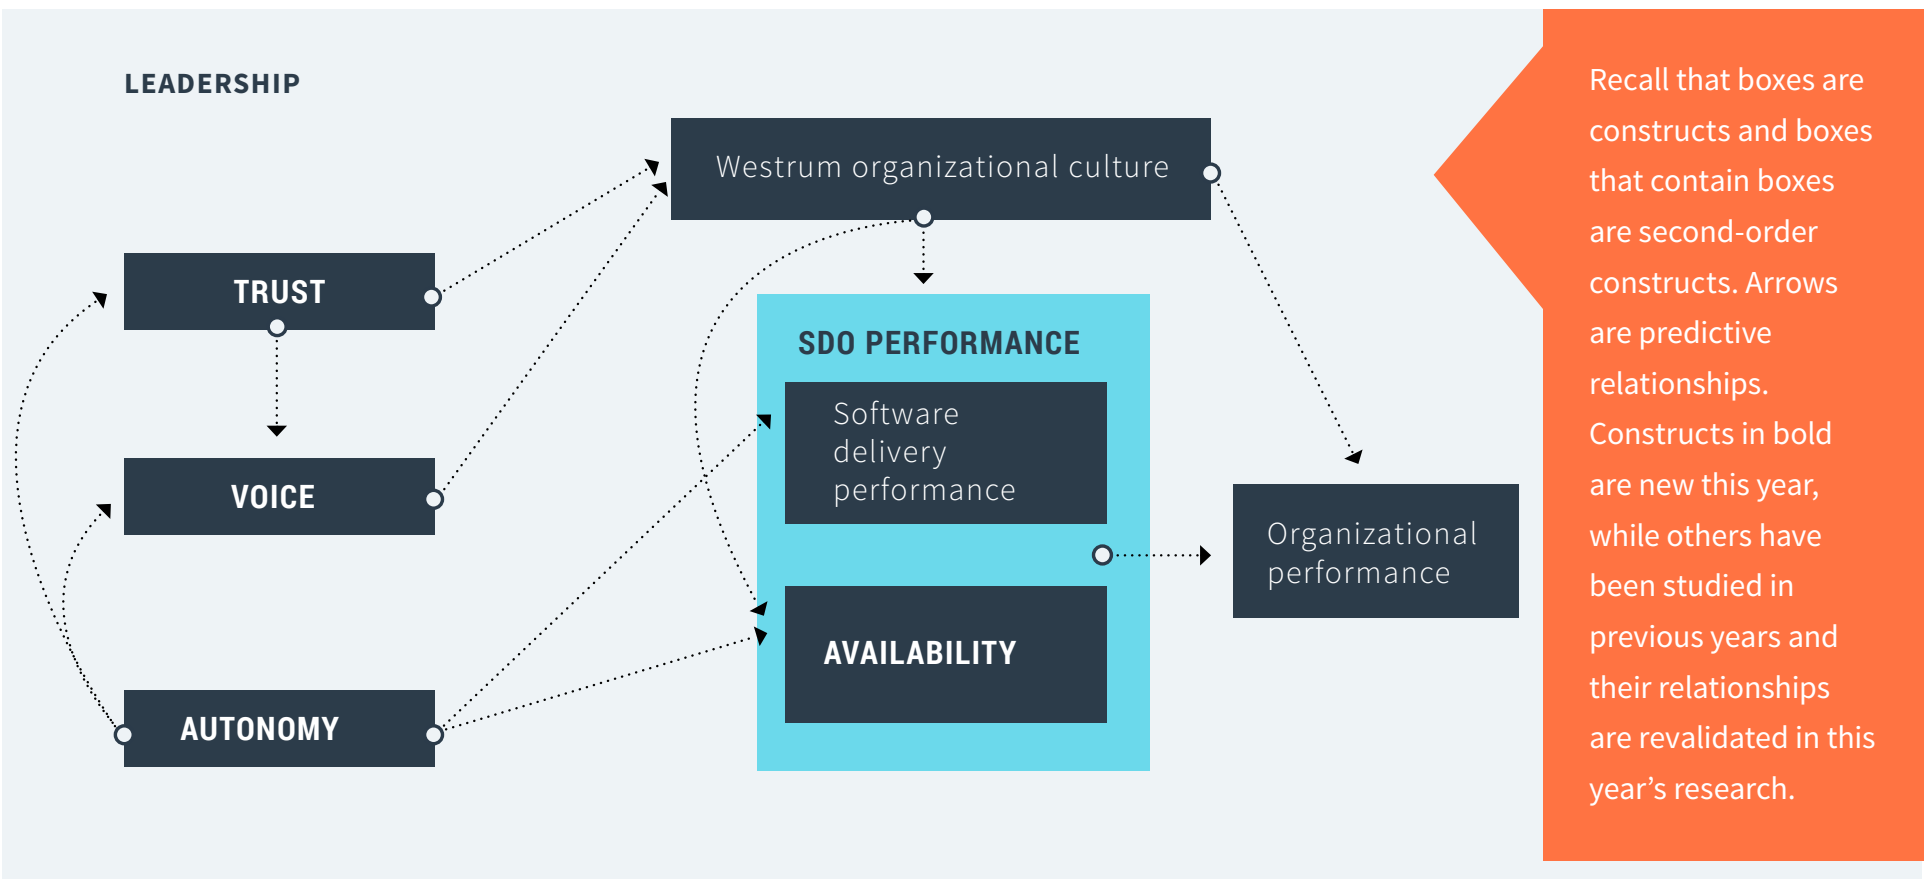 LEADERSHIP
Westrum organizational culture
TRUST
VOICE
AUTONOMY
SDO PERFORMANCE
Software
delivery
performance
AVAILABILITY
Organizational
performance
Recall that boxes are
constructs and boxes
that contain boxes
are second-order
constructs. Arrows
are predictive
relationships.
Constructs in bold
are new this year,
while others have
been studied in
previous years and
their relationships
are revalidated in this
year’s research.